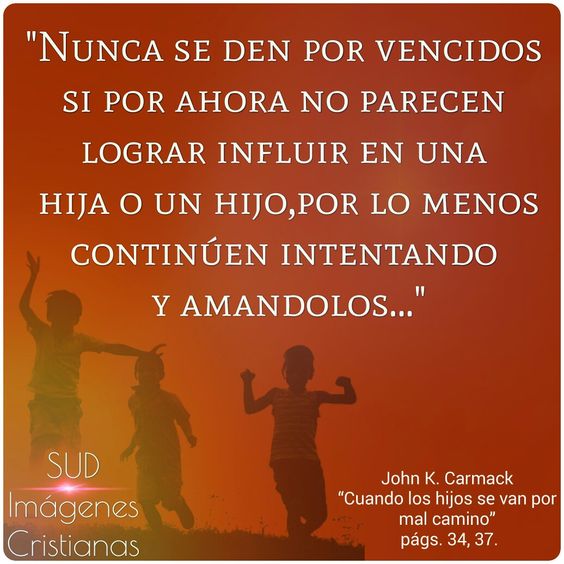 "Nunca se den por vencidos
si por ahora no parecen
lograr influir en una
hija o un hijo,por lo menos
continúen intentando
y amandolos..."
SUD
Imágenes
Cristianas
John K. Carmack
“Cuando los hijos se van por
mal camino”
págs. 34, 37.